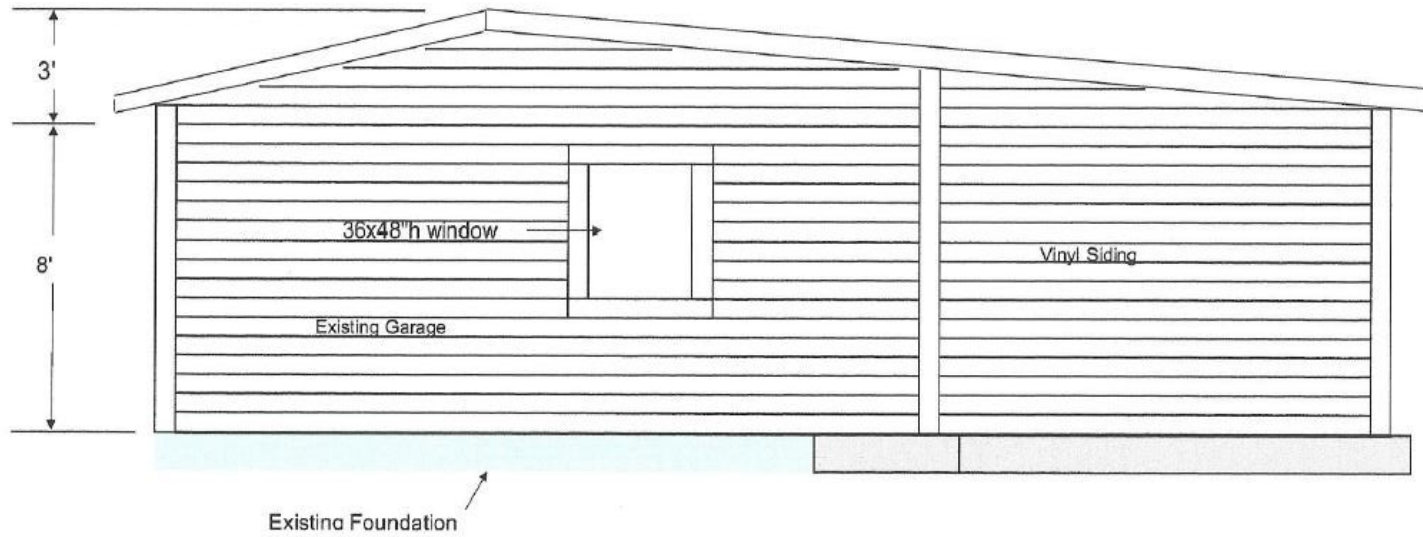 3'
36x48"h window
8'
Vinyl Siding
Existing Garage
Existing Foundation